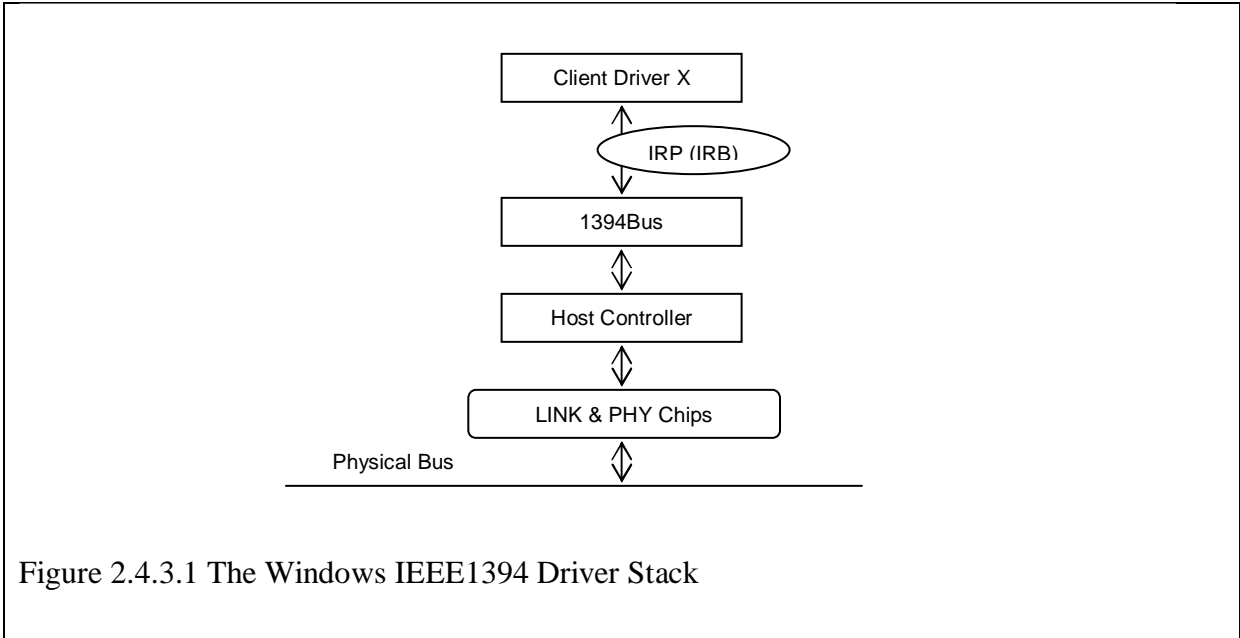 Client Driver X
IRP (IRB)
1394Bus
Host Controller
LINK & PHY Chips
Physical Bus
Figure 2.4.3.1 The Windows IEEE1394 Driver Stack